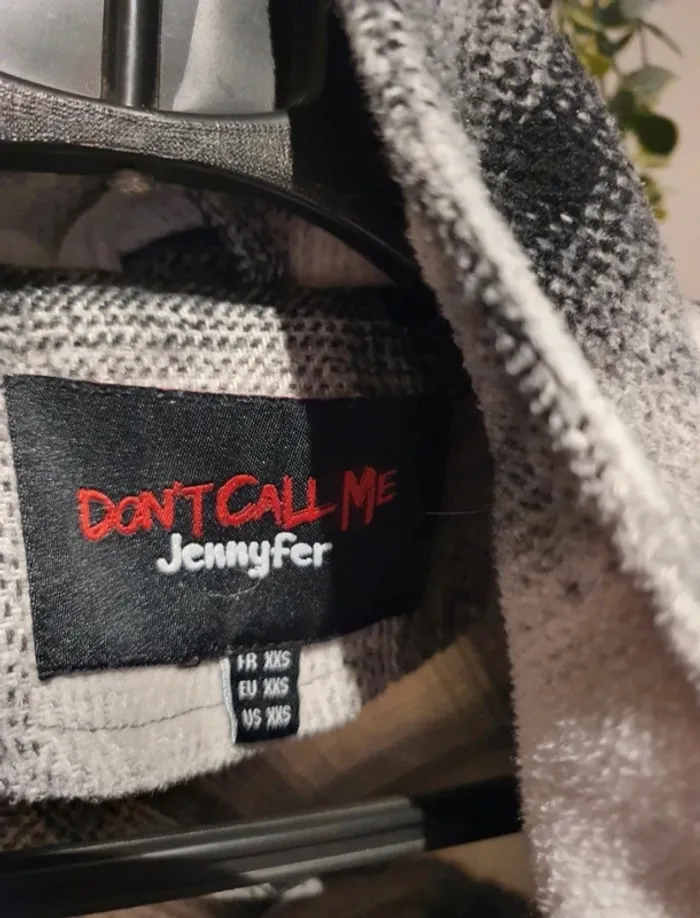 DON'T CALL ME
Jennyfer
FR XXS
EU XXS
US XXS